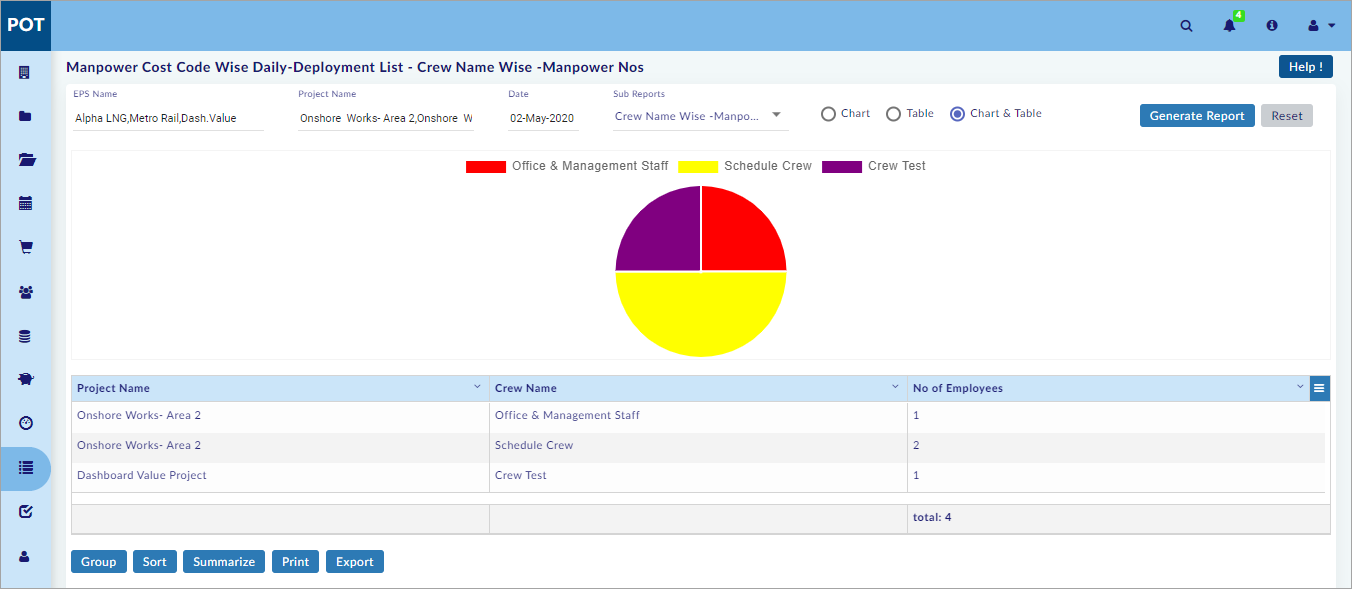 POT
4
Manpower Cost Code Wise Daily-Deployment List - Crew Name Wise -Manpower Nos
Help !
EPS Name
Project Name
Date
Sub Reports
Alpha LNG,Metro Rail,Dash.Value
Onshore Works- Area 2,Onshore W
02-May-2020
Crew Name Wise -Manpo...
Chart
Table
Chart & Table
Generate Report
Reset
Office & Management Staff
Schedule Crew
Crew Test
Project Name
Crew Name
No of Employees
Onshore Works- Area 2
Office & Management Staff
1
Onshore Works- Area 2
Schedule Crew
2
Dashboard Value Project
Crew Test
1
total: 4
Group
Sort
Summarize
Print
Export